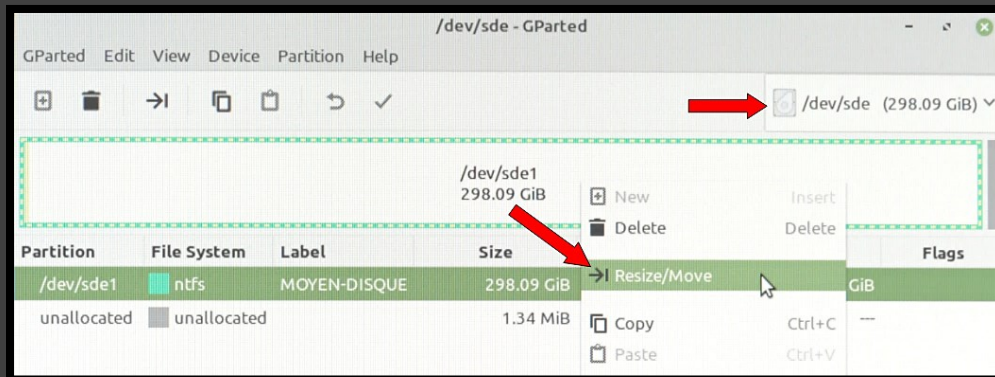 /dev/sde - GParted
GParted Edit View Device Partition Help
/dev/sde (298.09 GiB)
/dev/sde1
298.09 GiB
New Insert
Delete Delete
Resize/Move
Copy Ctrl+C
Paste Ctrl+V
Partition File System Label Size Flags
/dev/sde1 ntfs MOYEN-DISQUE 298.09 GiB GiB
unallocated unallocated 1.34 MiB ---